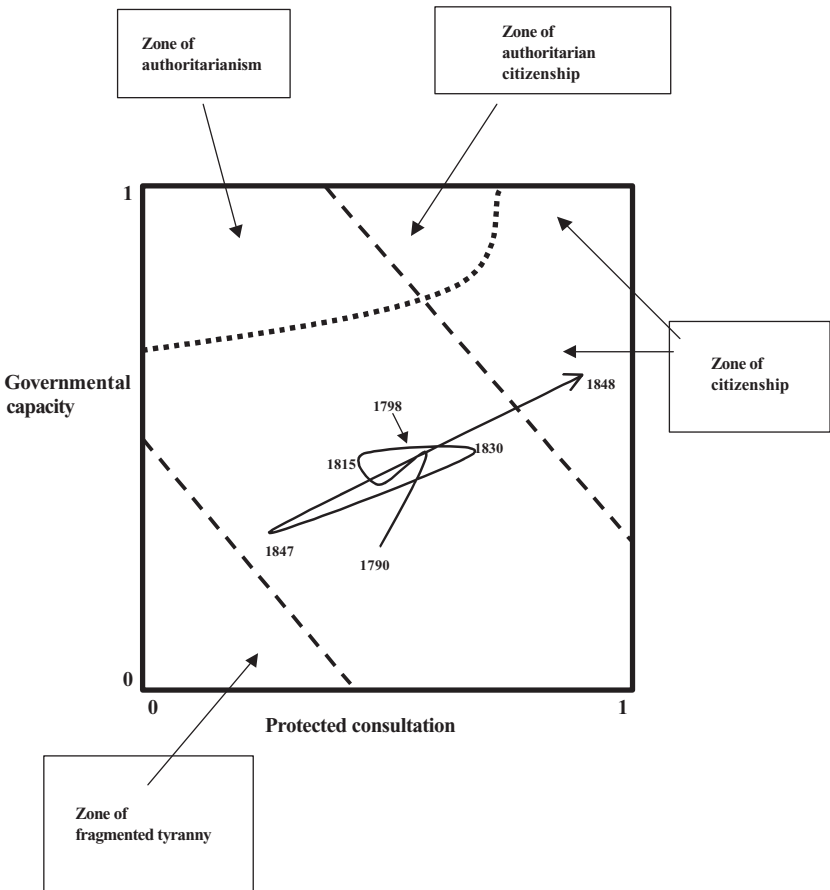 Zone of
authoritarianism
Zone of
authoritarian
citizenship
1
Governmental
capacity
Zone of
citizenship
1848
1798
1815
1830
1847
1790
0
0
Protected consultation
1
Zone of
fragmented tyranny